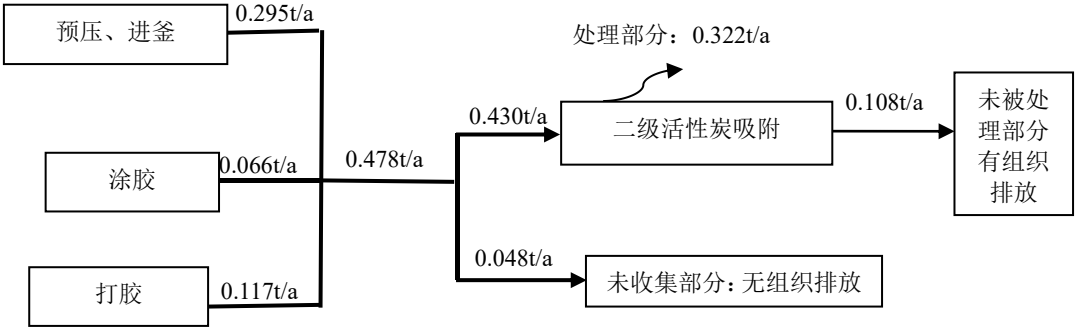 0.295t/a
预压、进釜
处理部分：0.322t/a
0.430t/a
二级活性炭吸附
0.108t/a
未被处
理部分
有组织
排放
0.066t/a
涂胶
0.478t/a
0.048t/a
未收集部分：无组织排放
打胶
0.117t/a